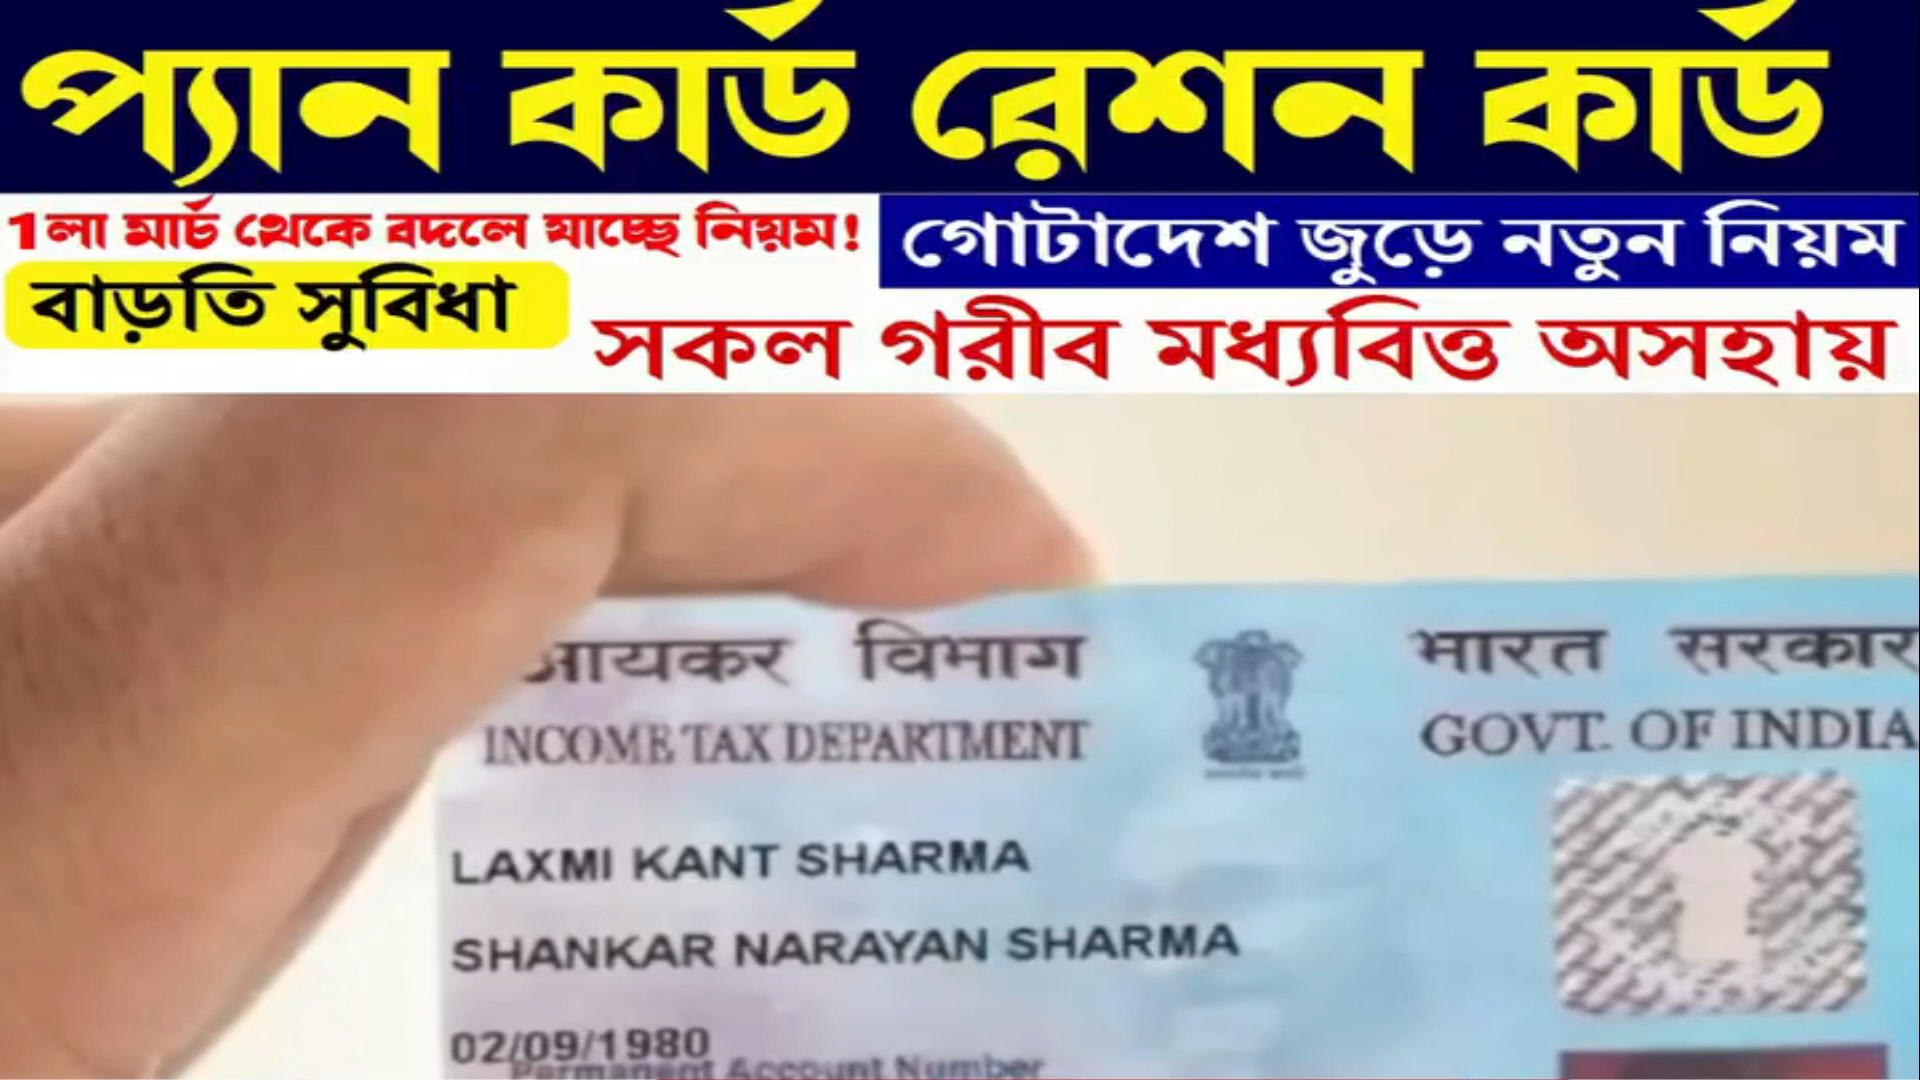 প্যান কার্ড রেশন কার্ড
1লা মার্চ থেকে বদলে যাচ্ছে নিয়ম!
গোটাদেশ জুড়ে নতুন নিয়ম
বাড়তি সুবিধা
সকল গরীব মধ্যবিত্ত অসহায়
आयकर विभाग
भारत सरकार
INCOME TAX DEPARTMENT
GOVT. OF INDIA
LAXMI KANT SHARMA
SHANKAR NARAYAN SHARMA
02/09/1980
Permanent Account Number